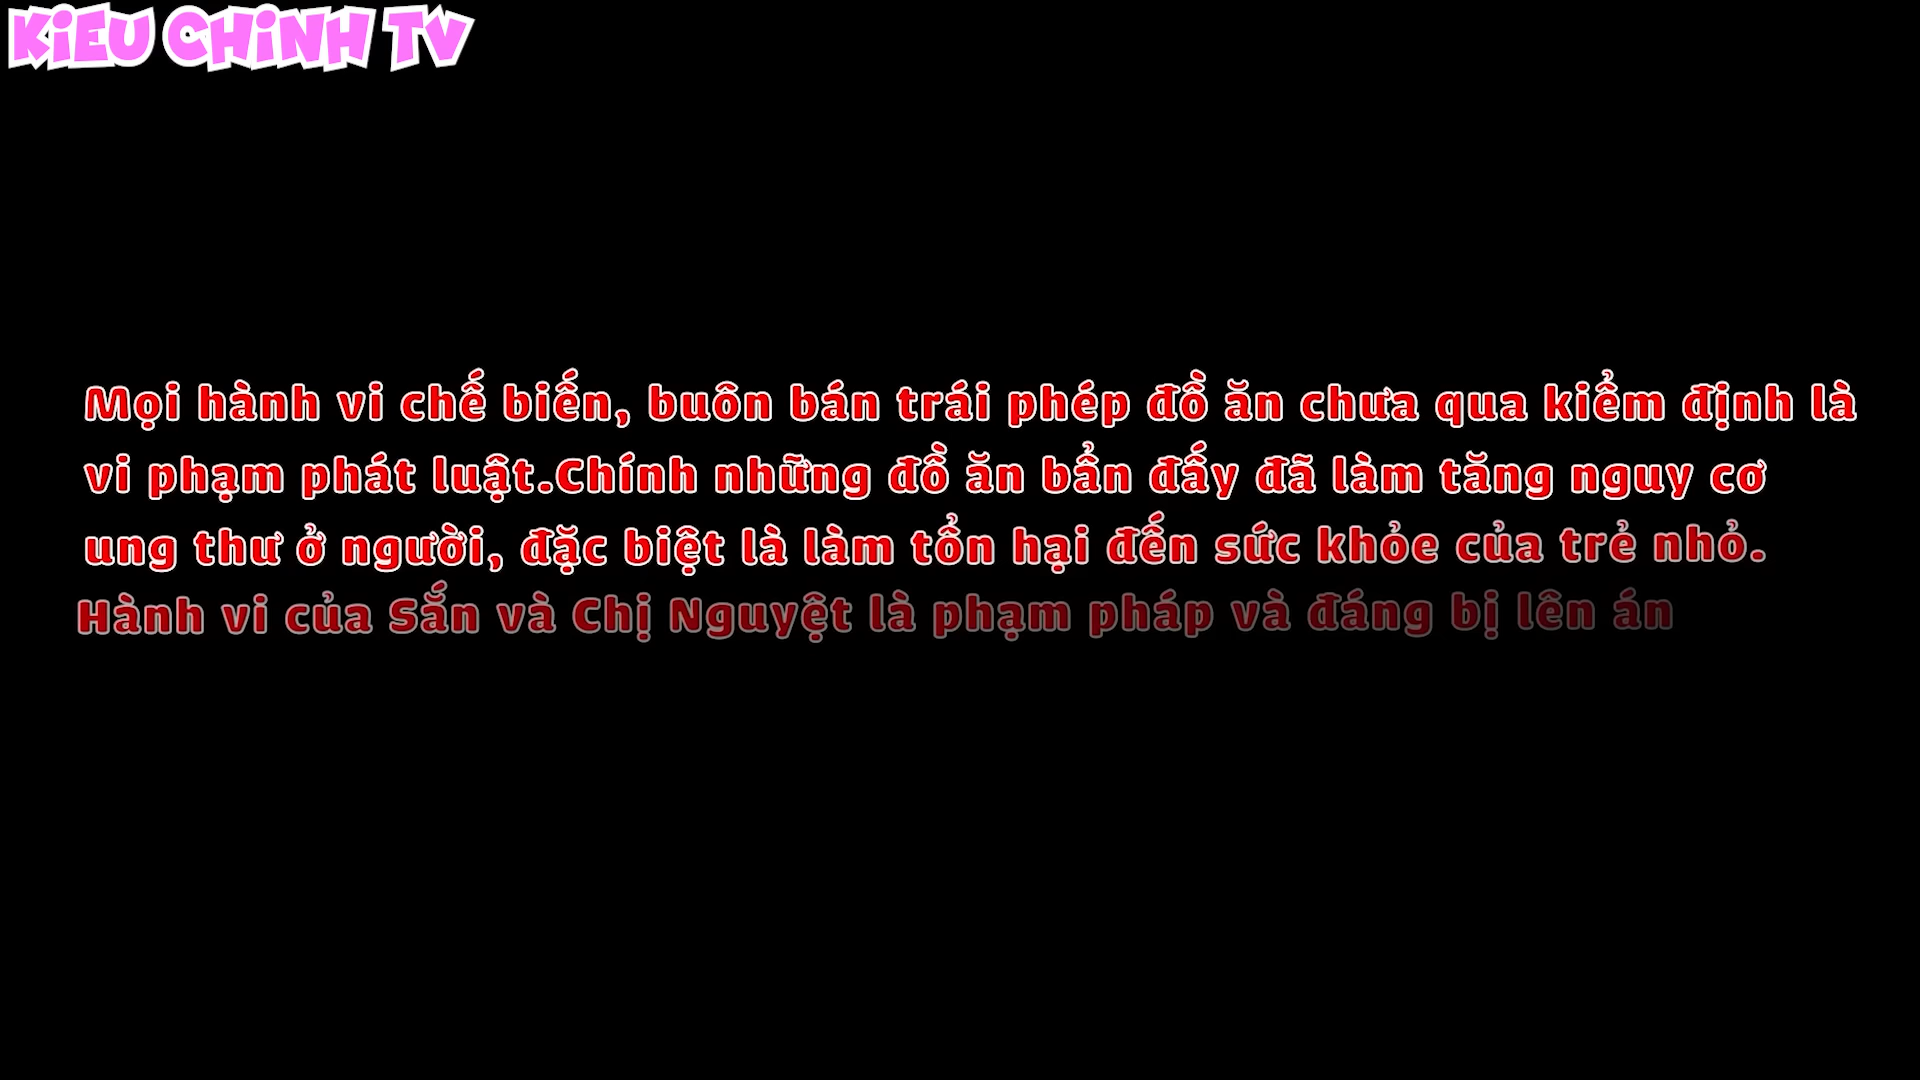 KiEU CHiNH TV
Mọi hành vi chế biến, buôn bán trái phép đồ ăn chưa qua kiểm định là
vi phạm phát luật.Chính những đồ ăn bẩn đấy đã làm tăng nguy cơ
ung thư ở người, đặc biệt là làm tổn hại đến sức khỏe của trẻ nhỏ.
Hành vi của Sắn và Chị Nguyệt là phạm pháp và đáng bị lên án